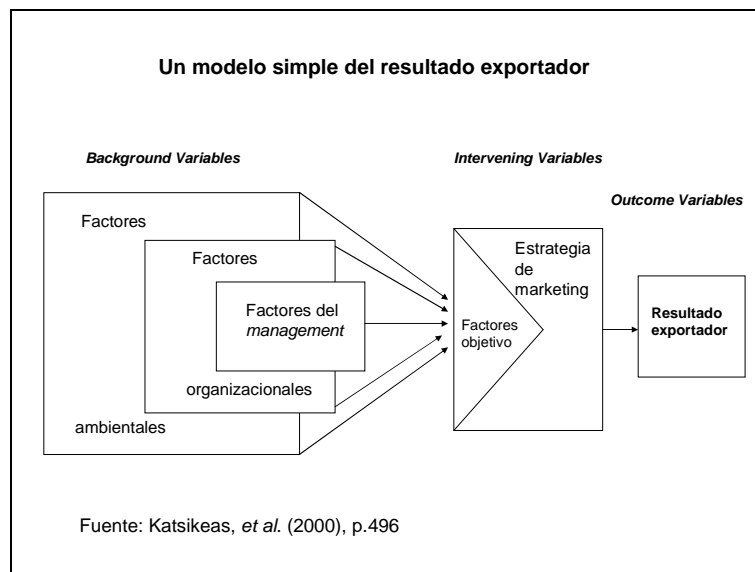 Un modelo simple del resultado exportador
Background Variables
Intervening Variables
Outcome Variables
Factores
Factores
Factores del
management
organizacionales
ambientales
Estrategia
de
marketing
Factores
objetivo
Resultado
exportador
Fuente: Katsikeas, et al. (2000), p.496